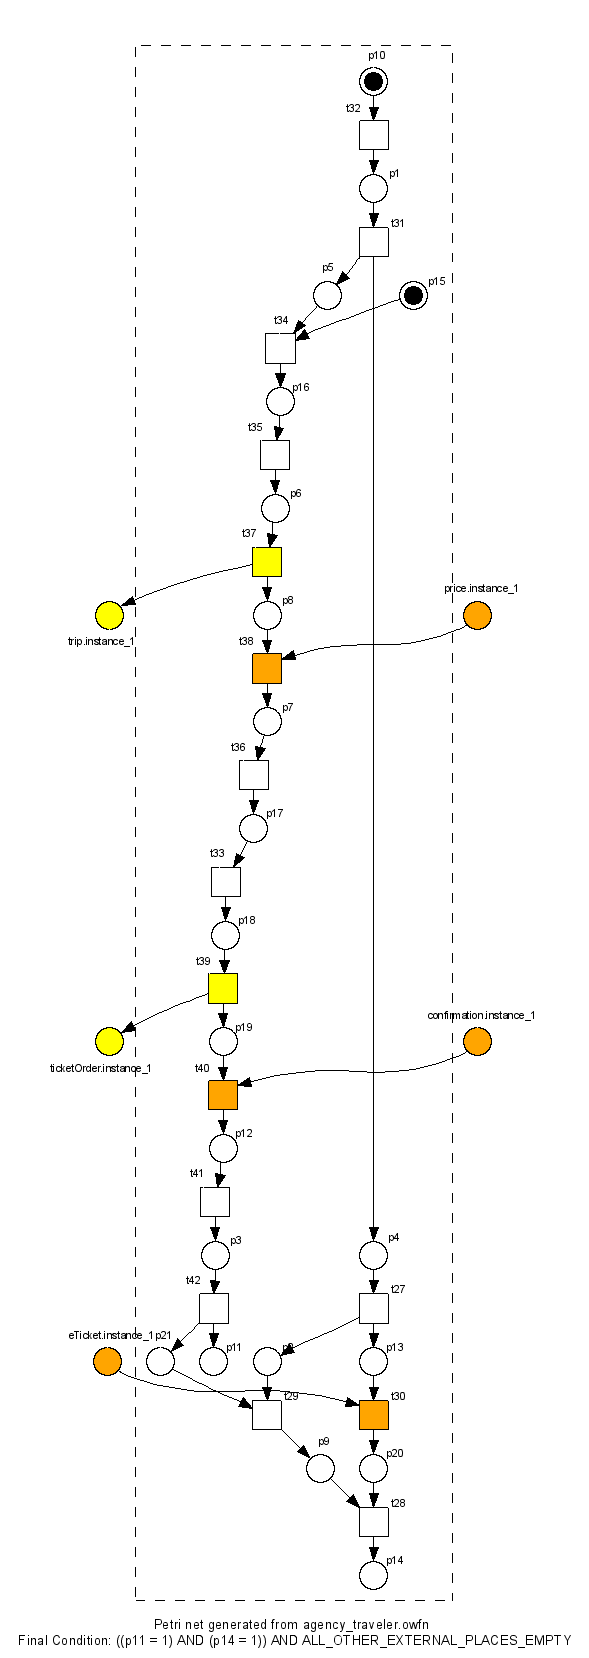 p10
t32
p1
t31
p5
p15
t34
p16
t35
p6
t37
price.instance_1
p8
trip.instance_1
t38
p7
t36
p17
t33
p18
t39
confirmation.instance_1
p19
ticketOrder.instance_1
t40
p12
t41
p3
p4
t42
t27
eTicket.instance_1 p21
p11
p13
t29
t30
p9
p20
t28
p14
Petri net generated from agency_traveler.owfn
Final Condition: ((p11 = 1) AND (p14 = 1)) AND ALL_OTHER_EXTERNAL_PLACES_EMPTY